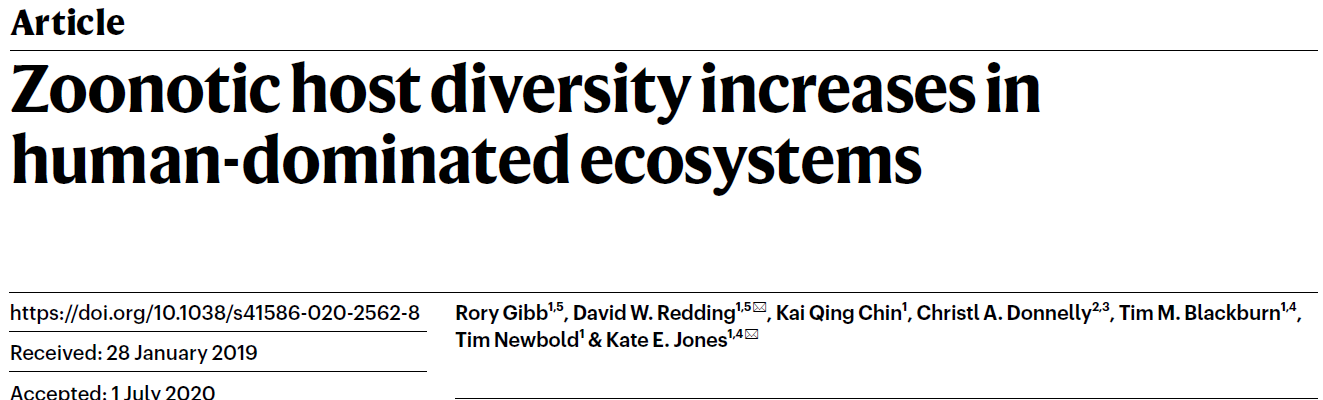 Article
Zoonotic host diversity increases in
human-dominated ecosystems
https://doi.org/10.1038/s41586-020-2562-8
Received: 28 January 2019
Accepted: 1 July 2020
Rory Gibb1,5, David W. Redding1,5✉, Kai Qing Chin1, Christl A. Donnelly2,3, Tim M. Blackburn1,4,
Tim Newbold1 & Kate E. Jones1,4✉